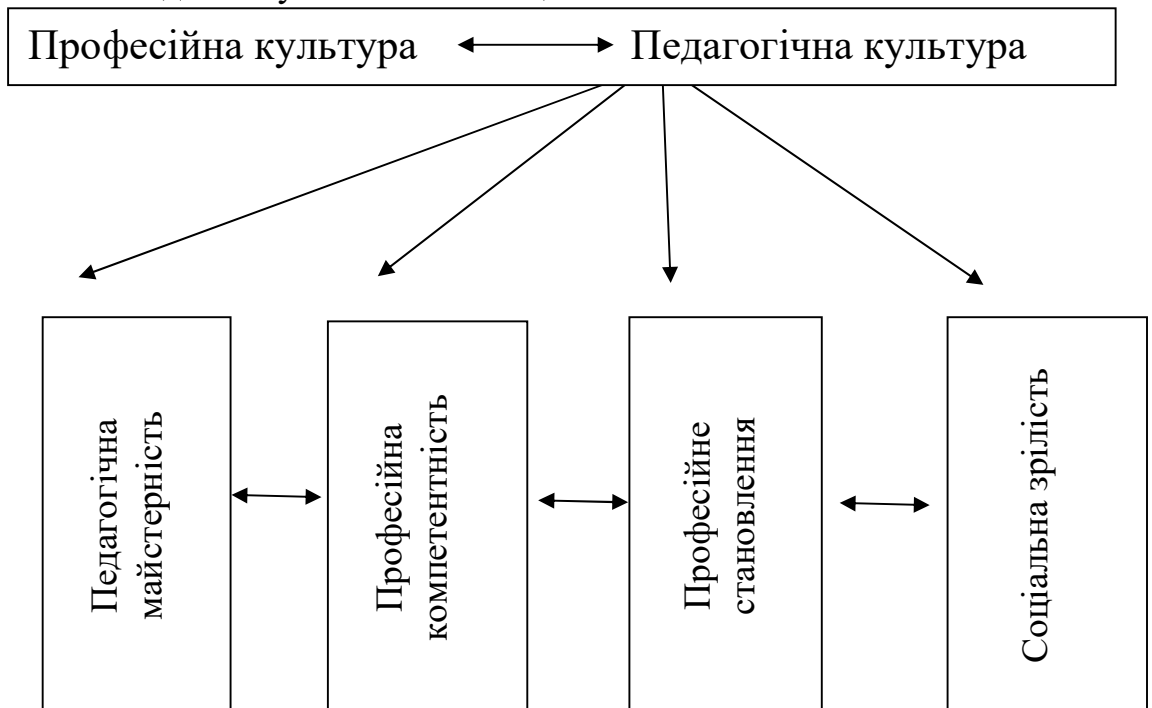 Професійна культура Педагогічна культура
Педагогічна
майстерність
Професійна
компетентність
Професійне
становлення
Соціальна зрілість